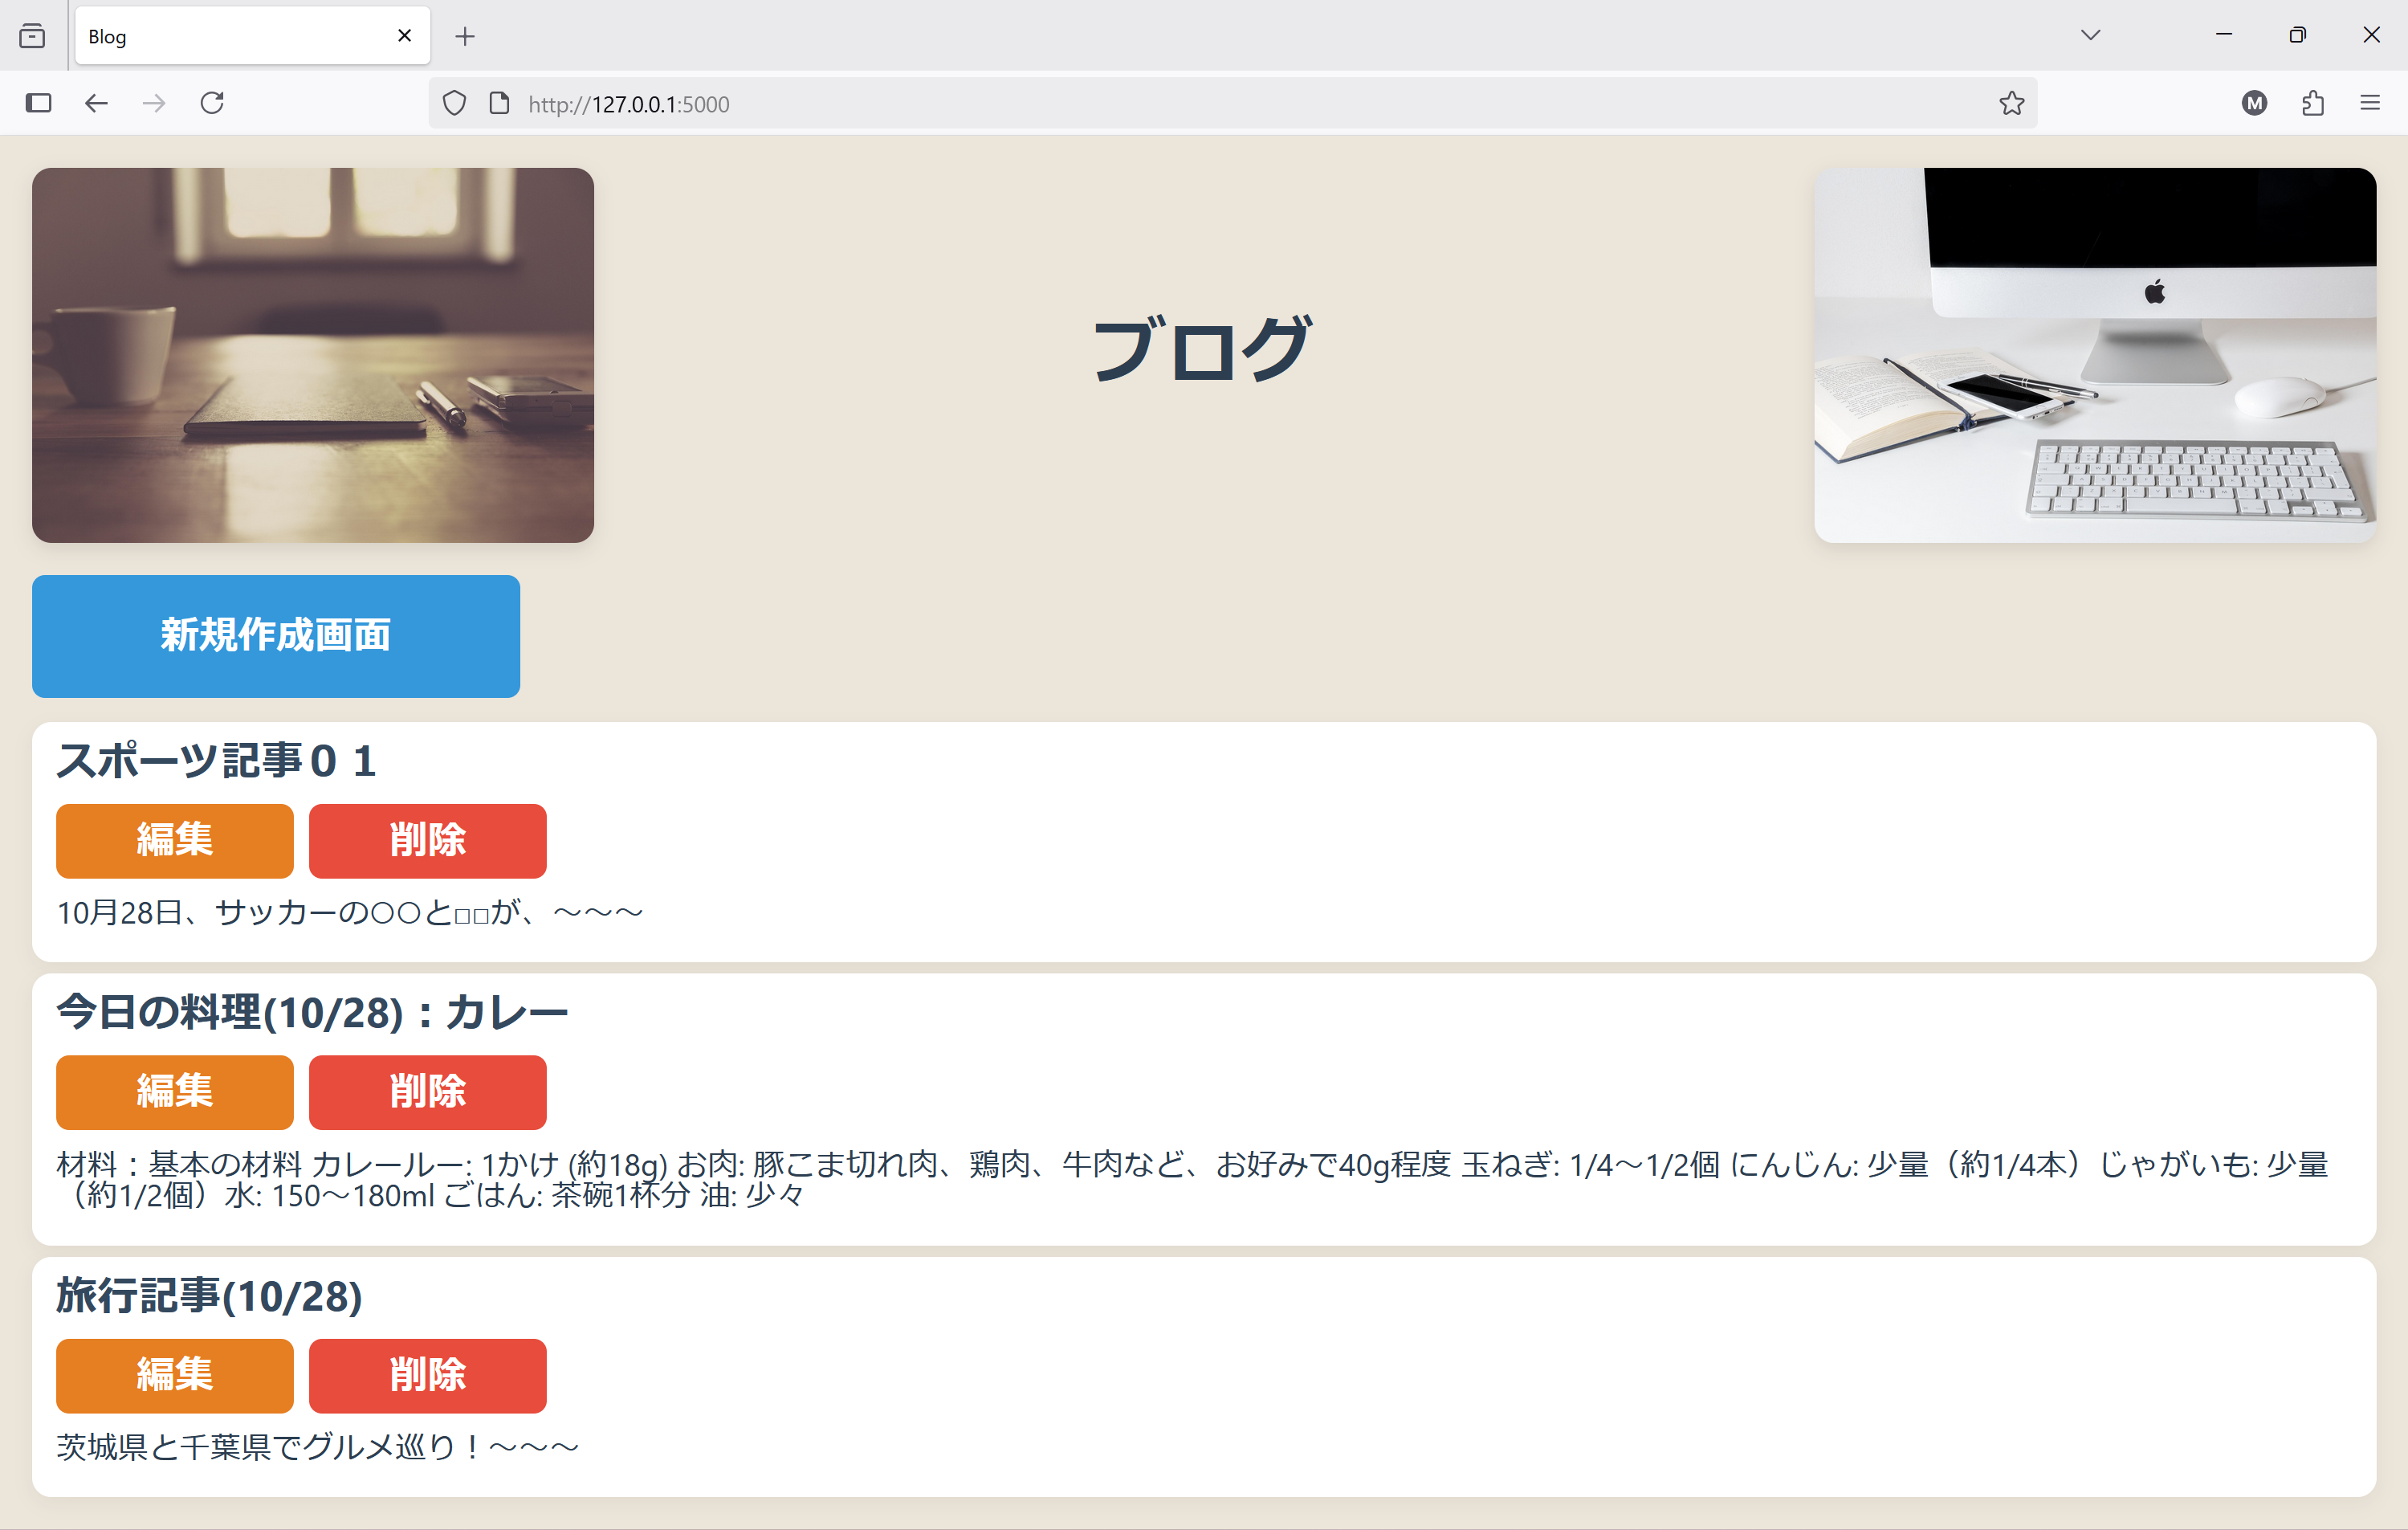 Blog
http://127.0.0.1:5000
M
ブログ
新規作成画面
スポーツ記事０１
編集 削除
10月28日、サッカーの〇〇と□□が、～～～
今日の料理(10/28)：カレー
編集 削除
材料：基本の材料 カレールー: 1かけ (約18g) お肉: 豚こま切れ肉、鶏肉、牛肉など、お好みで40g程度 玉ねぎ: 1/4～1/2個 にんじん: 少量（約1/4本）じゃがいも: 少量
（約1/2個）水: 150～180ml ごはん: 茶碗1杯分 油: 少々
旅行記事(10/28)
編集 削除
茨城県と千葉県でグルメ巡り！～～～